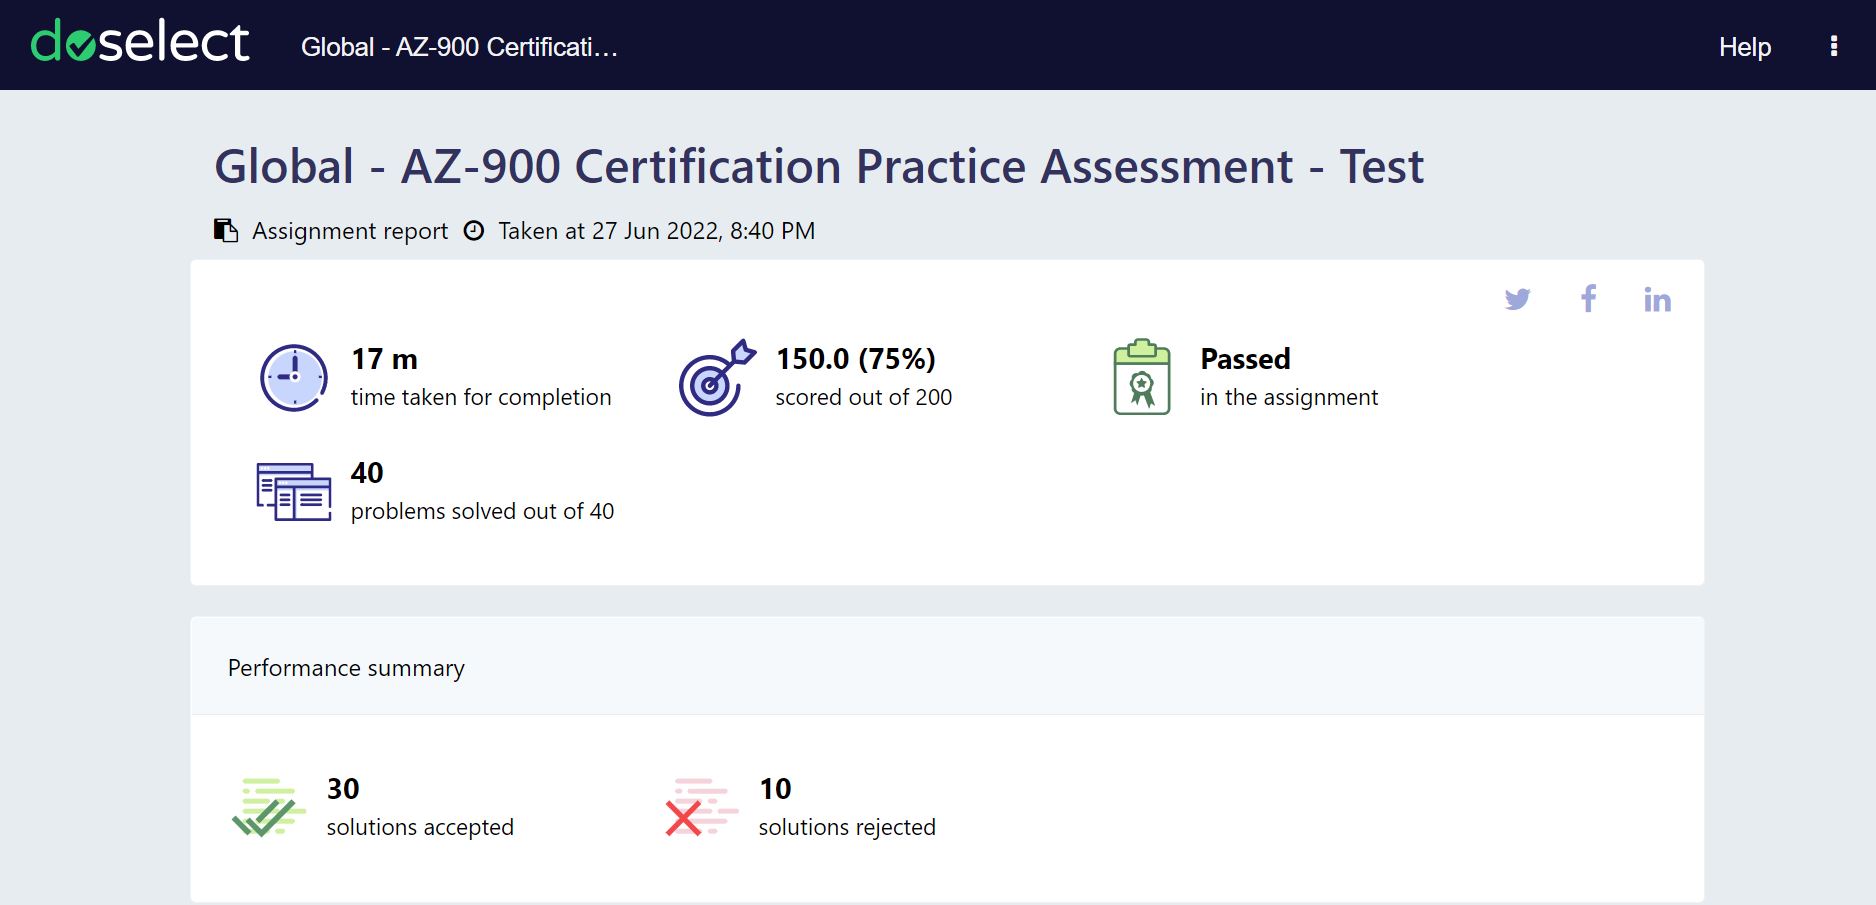 doselect
Global - AZ-900 Certificati...
Help
Global - AZ-900 Certification Practice Assessment - Test
Assignment report Taken at 27 Jun 2022, 8:40 PM
17 m
time taken for completion
150.0 (75%)
scored out of 200
Passed
in the assignment
40
problems solved out of 40
Performance summary
30
solutions accepted
10
solutions rejected